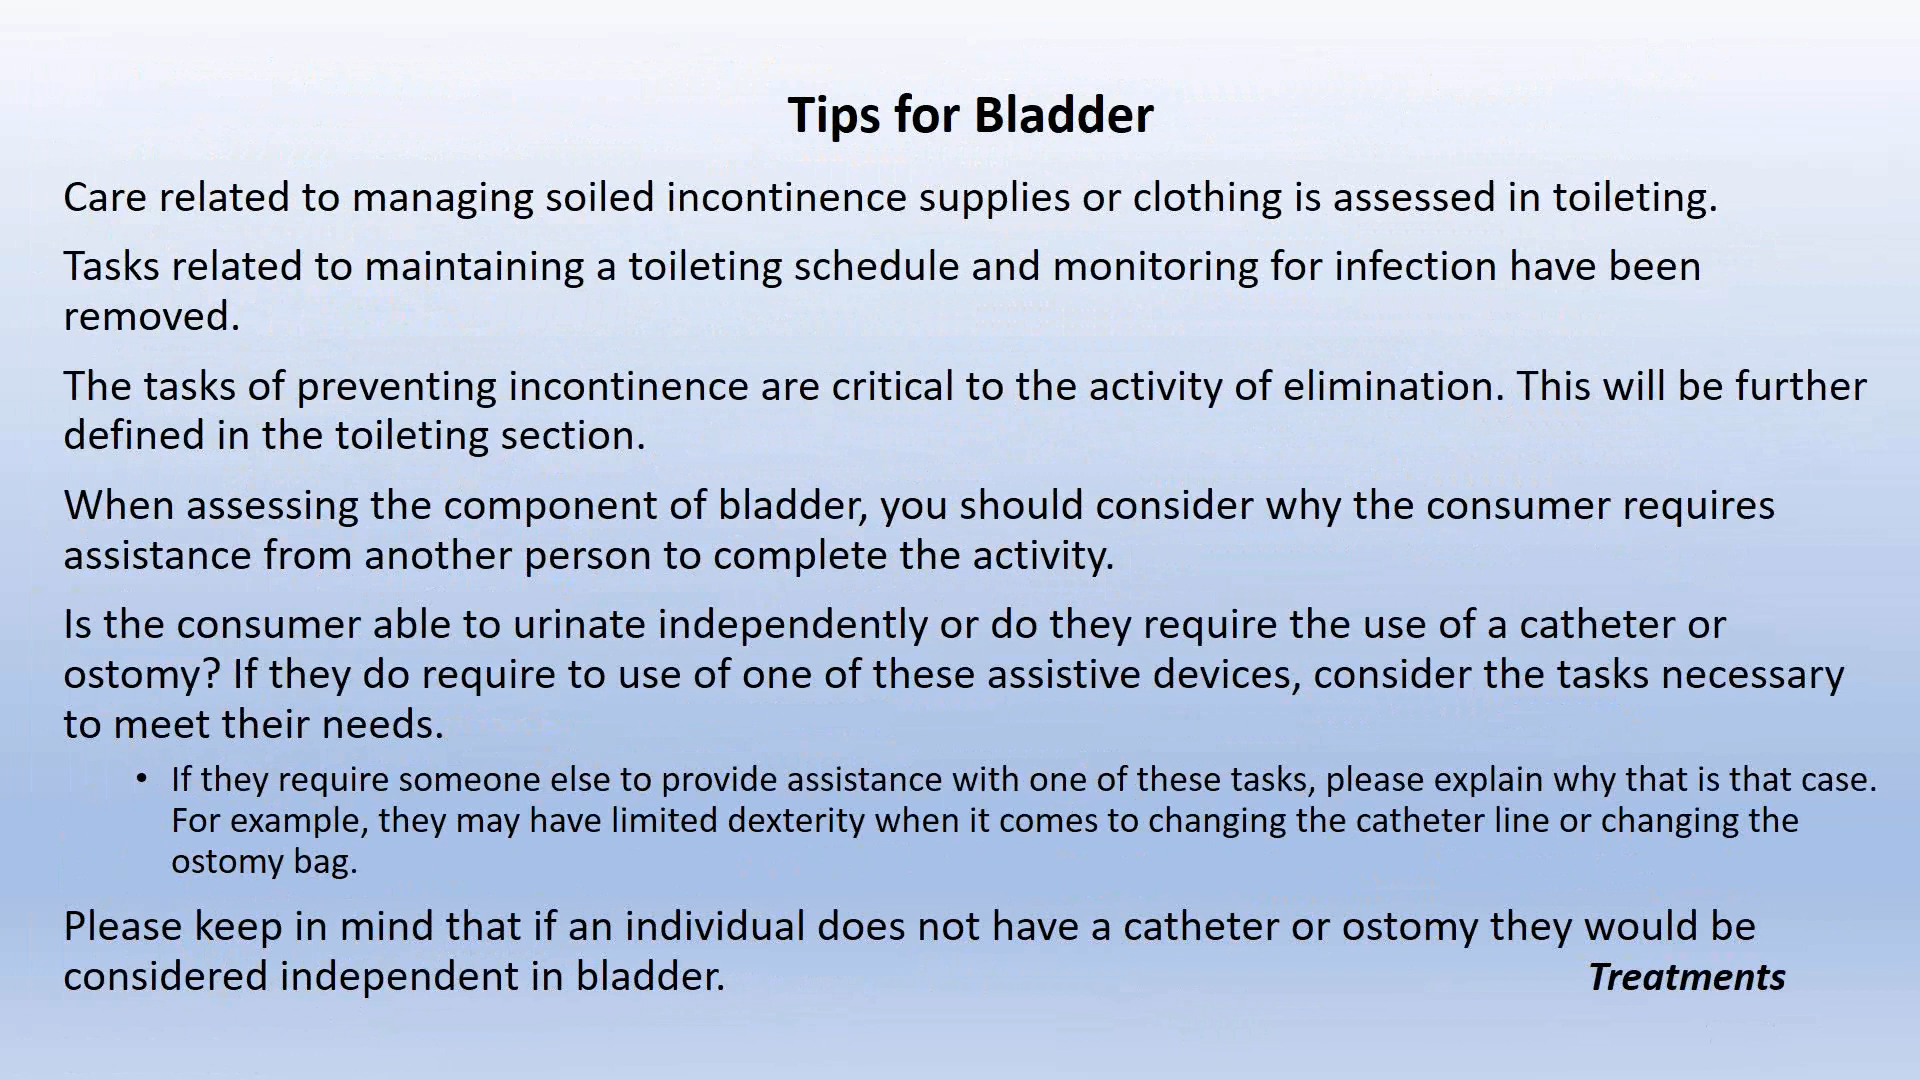 Tips for Bladder
Care related to managing soiled incontinence supplies or clothing is assessed in toileting.
Tasks related to maintaining a toileting schedule and monitoring for infection have been
removed.
The tasks of preventing incontinence are critical to the activity of elimination. This will be further
defined in the toileting section.
When assessing the component of bladder, you should consider why the consumer requires
assistance from another person to complete the activity.
Is the consumer able to urinate independently or do they require the use of a catheter or
ostomy? If they do require to use of one of these assistive devices, consider the tasks necessary
to meet their needs.
• If they require someone else to provide assistance with one of these tasks, please explain why that is that case.
For example, they may have limited dexterity when it comes to changing the catheter line or changing the
ostomy bag.
Please keep in mind that if an individual does not have a catheter or ostomy they would be
considered independent in bladder.
Treatments